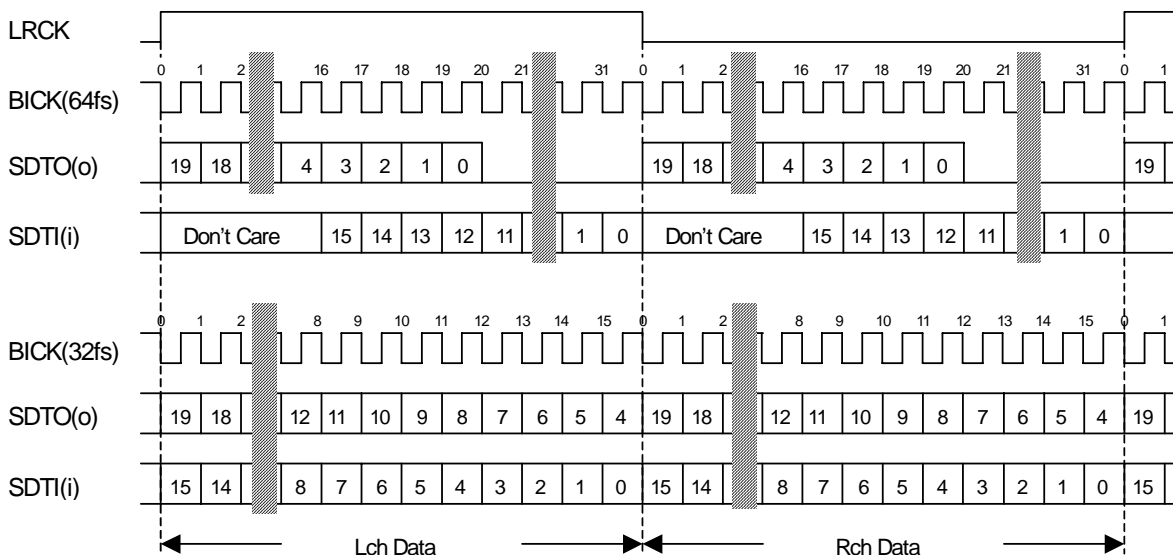 LRCK
0 1 2 16 17 18 19 20 21 31 0 1 2 16 17 18 19 20 21 31 0 1
BICK(64fs)
SDTO(o) 19 18 4 3 2 1 0 19 18 4 3 2 1 0 19
SDTI(i) Don't Care 15 14 13 12 11 1 0 Don't Care 15 14 13 12 11 1 0
0 1 2 8 9 10 11 12 13 14 15 0 1 2 8 9 10 11 12 13 14 15 0 1
BICK(32fs)
SDTO(o) 19 18 12 11 10 9 8 7 6 5 4 19 18 12 11 10 9 8 7 6 5 4 19
SDTI(i) 15 14 8 7 6 5 4 3 2 1 0 15 14 8 7 6 5 4 3 2 1 0 15
Lch Data Rch Data